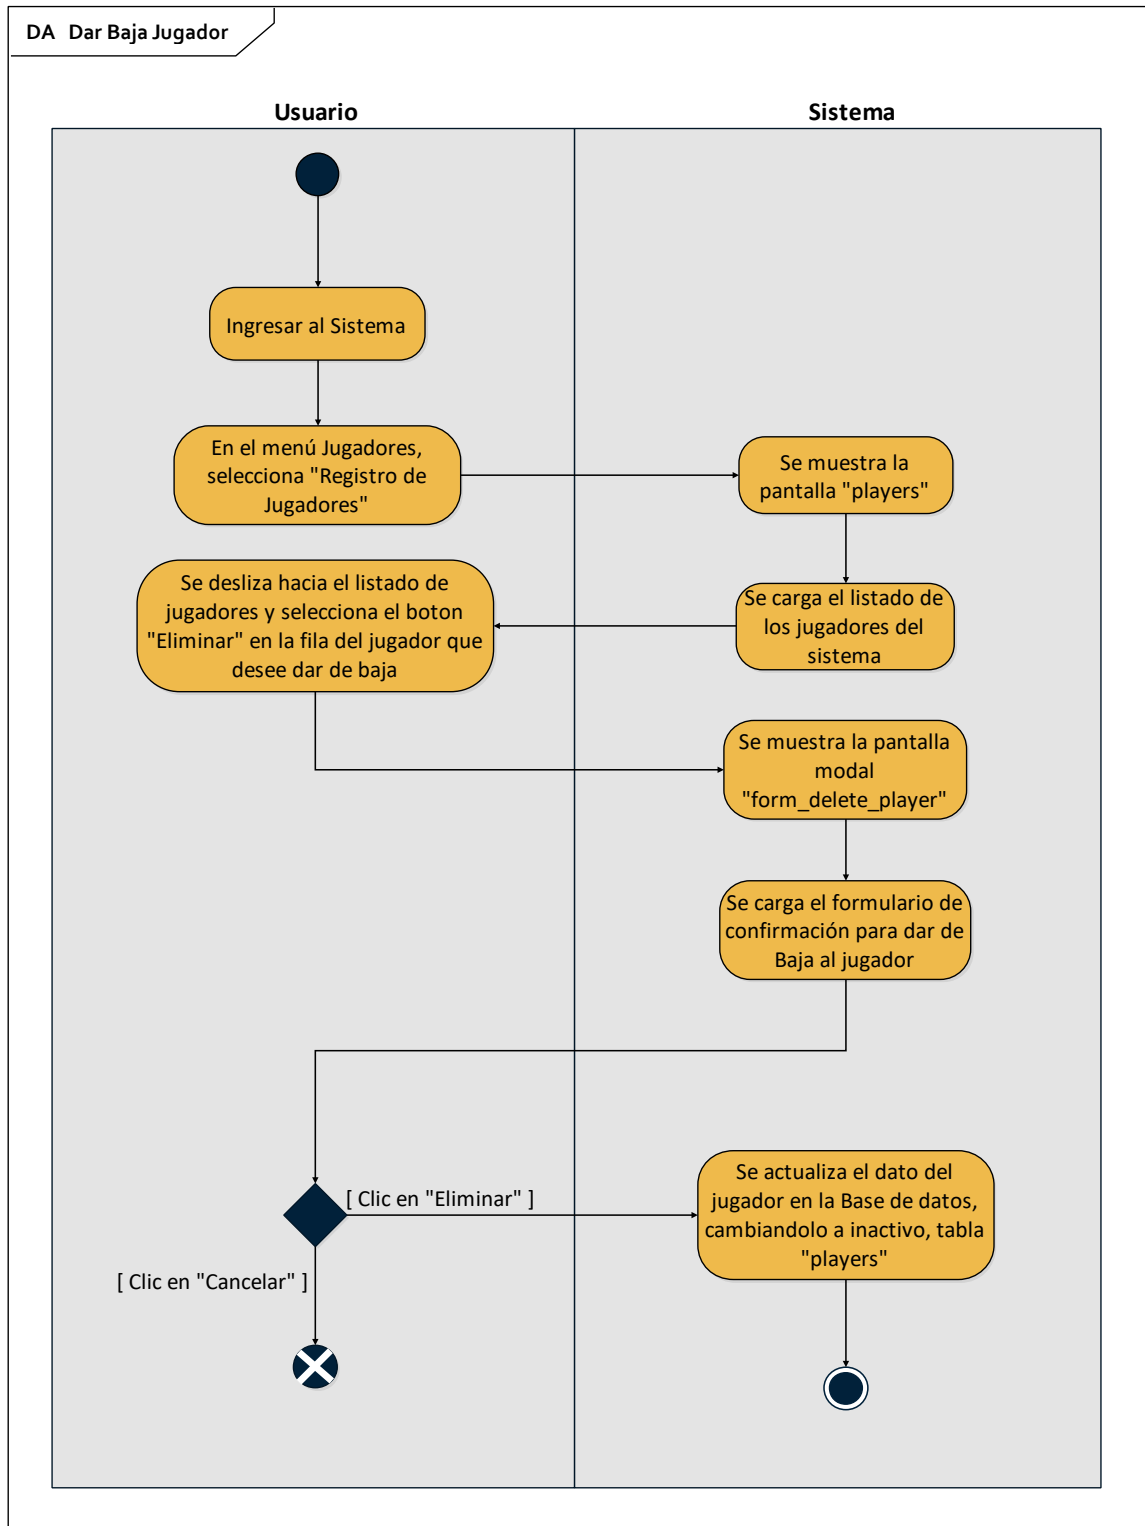 DA Dar Baja Jugador
Usuario
Sistema
Ingresar al Sistema
En el menú Jugadores,
selecciona "Registro de
Jugadores"
Se muestra la
pantalla "players"
Se desliza hacia el listado de
jugadores y selecciona el boton
"Eliminar" en la fila del jugador que
desee dar de baja
Se carga el listado de
los jugadores del
sistema
Se muestra la pantalla
modal
"form_delete_player"
Se carga el formulario de
confirmación para dar de
Baja al jugador
[ Clic en "Eliminar" ]
Se actualiza el dato del
jugador en la Base de datos,
cambiandolo a inactivo, tabla
"players"
[ Clic en "Cancelar" ]